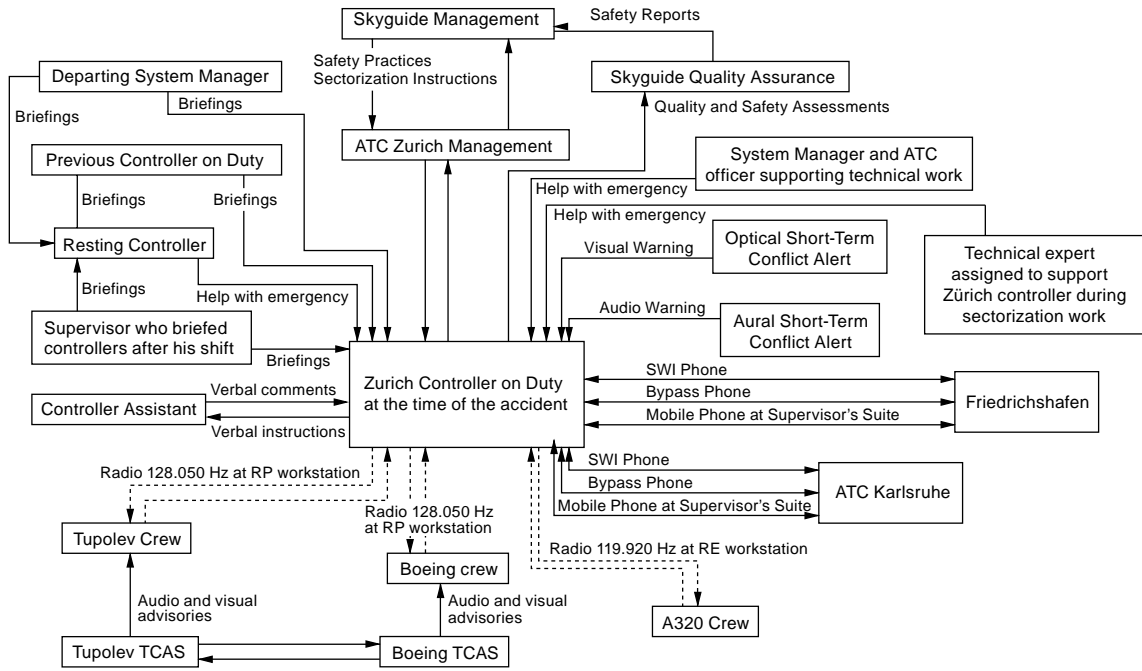 Skyguide Management
Safety Reports
Safety Practices
Sectorization Instructions
Departing System Manager
Briefings
Briefings
Skyguide Quality Assurance
Quality and Safety Assessments
Previous Controller on Duty
ATC Zurich Management
System Manager and ATC
officer supporting technical work
Briefings
Briefings
Help with emergency
Help with emergency
Resting Controller
Visual Warning
Optical Short-Term
Conflict Alert
Technical expert
assigned to support
Zürich controller during
sectorization work
Briefings
Help with emergency
Audio Warning
Aural Short-Term
Conflict Alert
Supervisor who briefed
controllers after his shift
Briefings
Zurich Controller on Duty
at the time of the accident
SWI Phone
Bypass Phone
Mobile Phone at Supervisor's Suite
Friedrichshafen
Verbal comments
Controller Assistant
Verbal instructions
SWI Phone
Bypass Phone
Mobile Phone at Supervisor's Suite
ATC Karlsruhe
Radio 128.050 Hz at RP workstation
Radio 128.050 Hz
at RP workstation
Tupolev Crew
Radio 119.920 Hz at RE workstation
Boeing crew
Audio and visual
advisories
Audio and visual
advisories
A320 Crew
Tupolev TCAS
Boeing TCAS